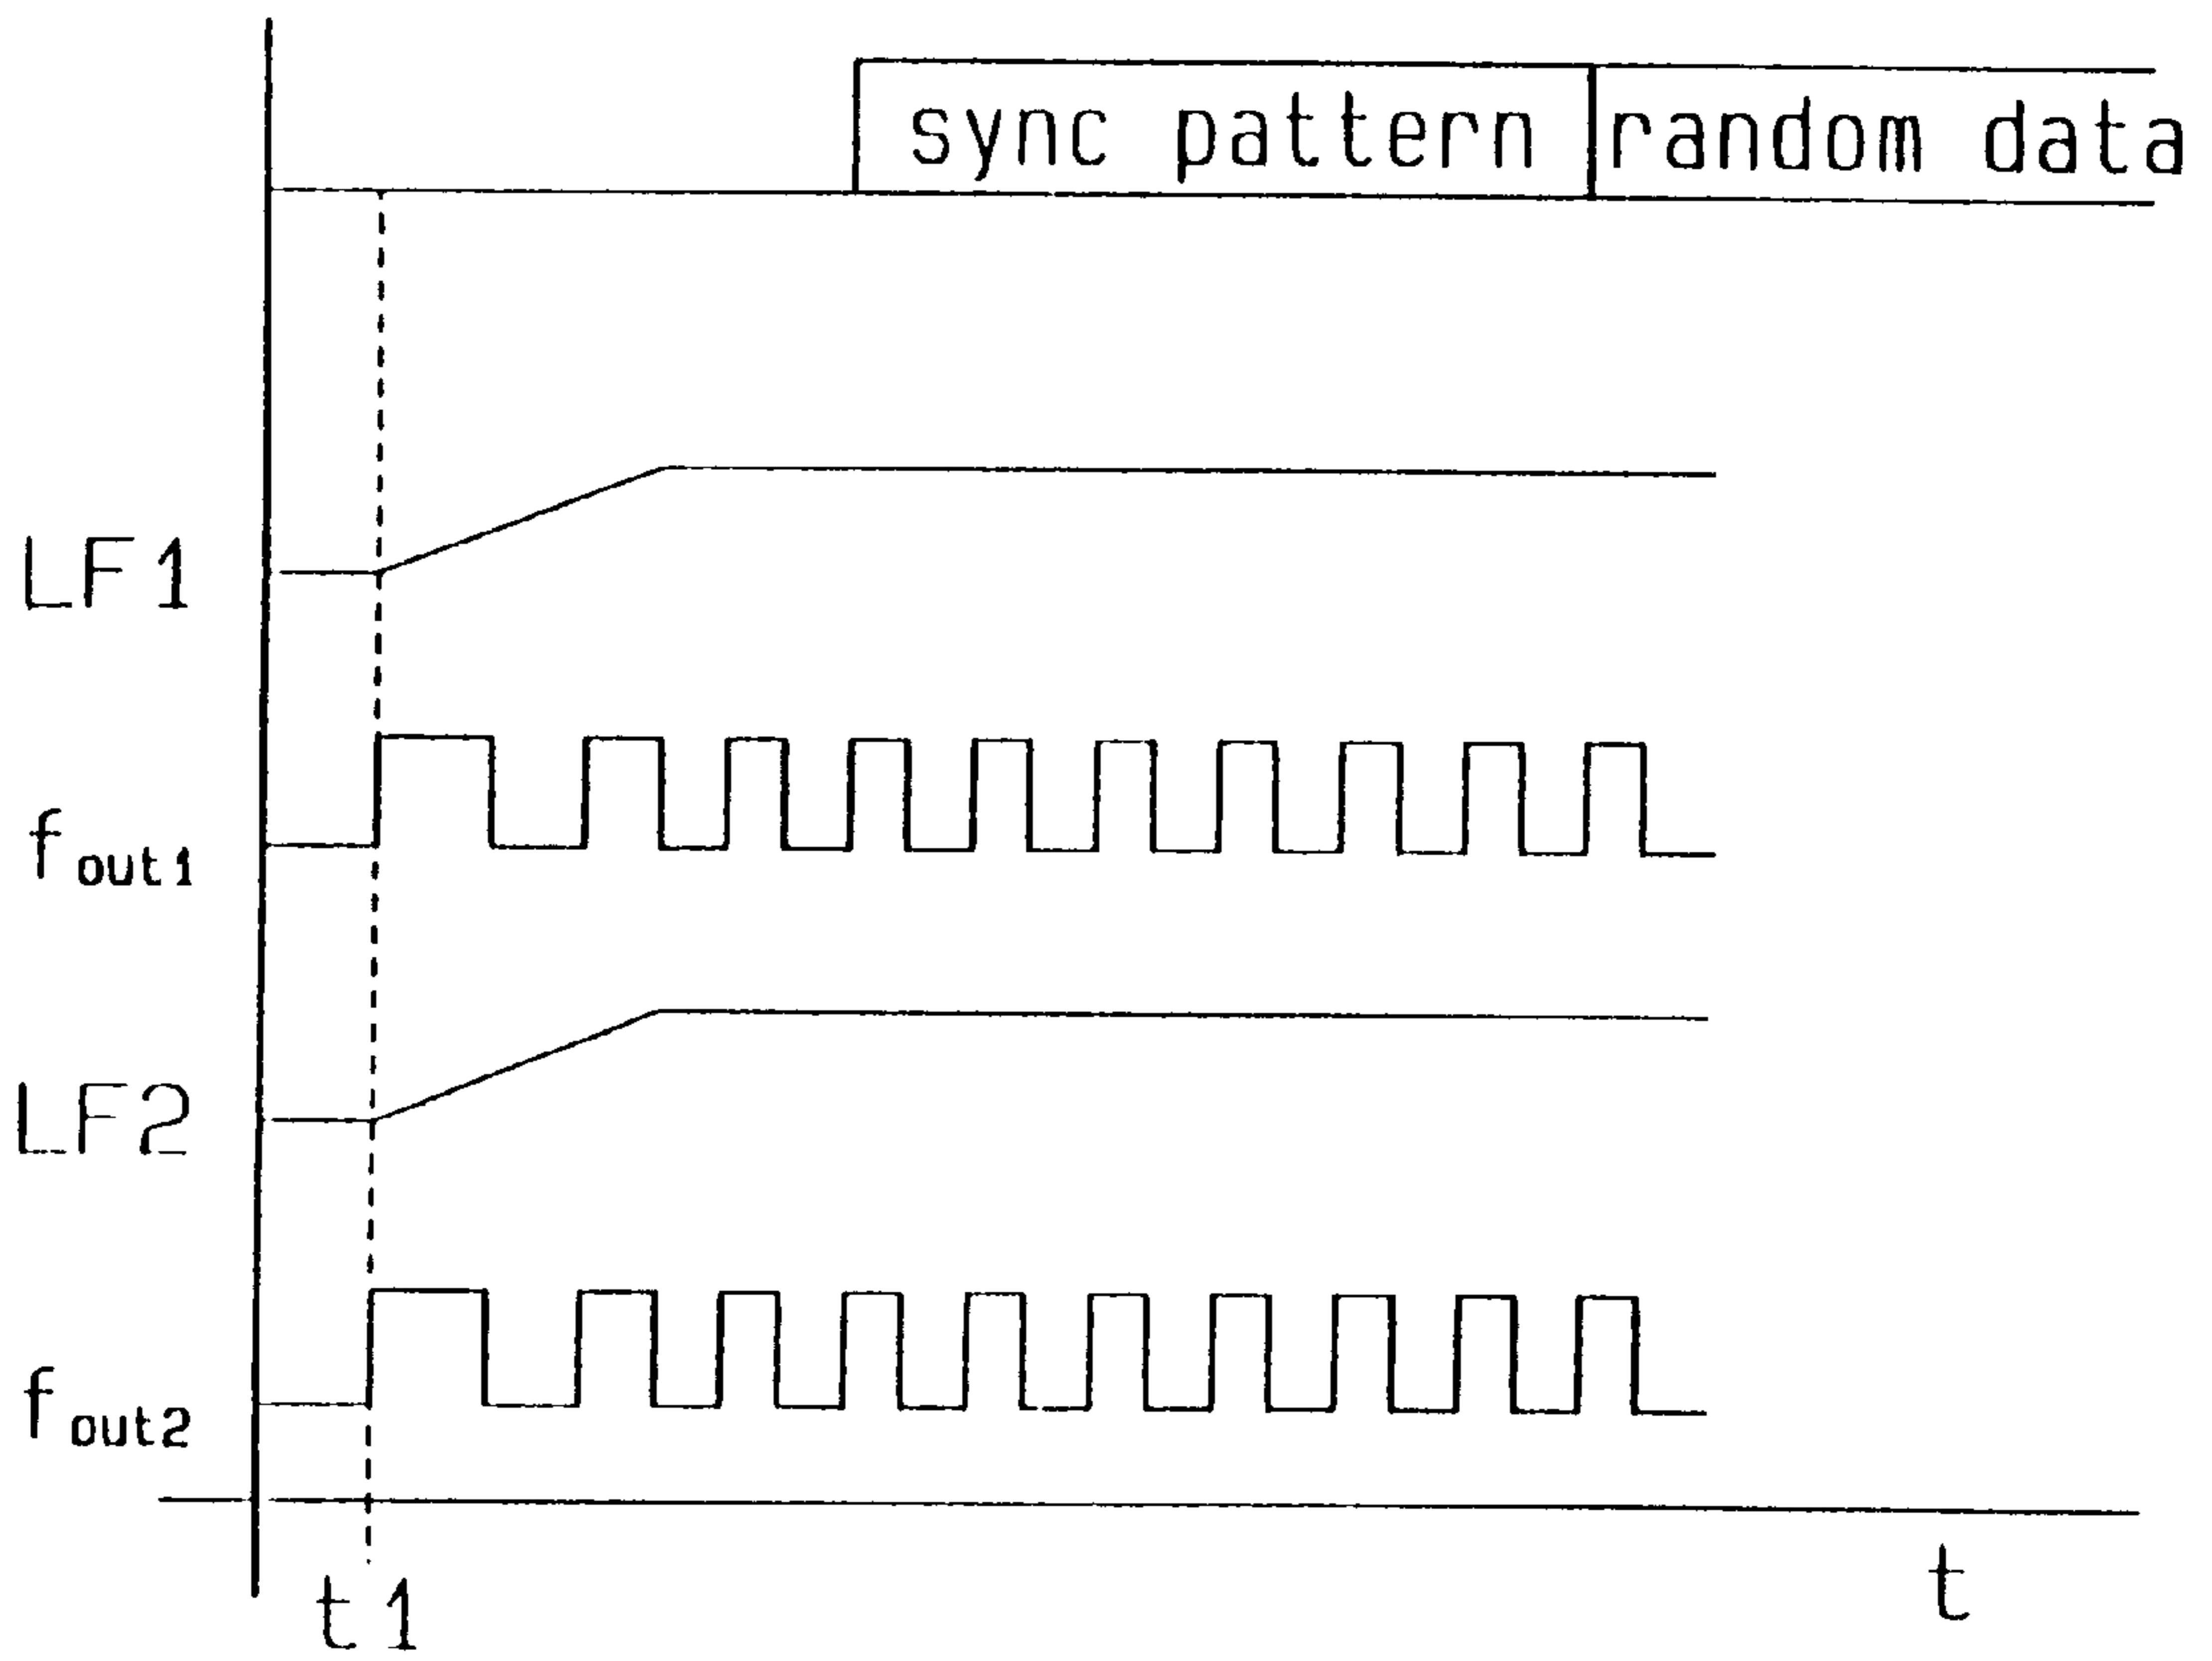 sync pattern random data
LF1
fout1
LF2
fout2
t1 t